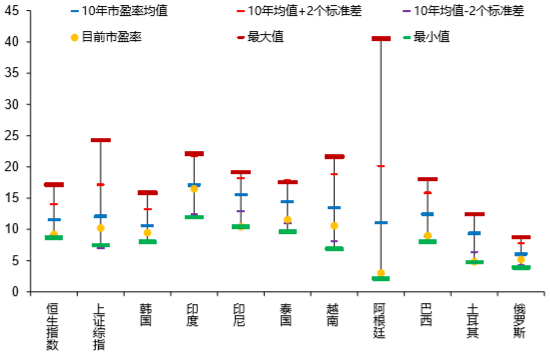 45
40
35
30
25
20
15
10
5
0
10年市盈率均值
10年均值+2个标准差
10年均值-2个标准差
目前市盈率
最大值
最小值
恒生指数
上证综指
韩国
印度
印尼
泰国
越南
阿根廷
巴西
土耳其
俄罗斯